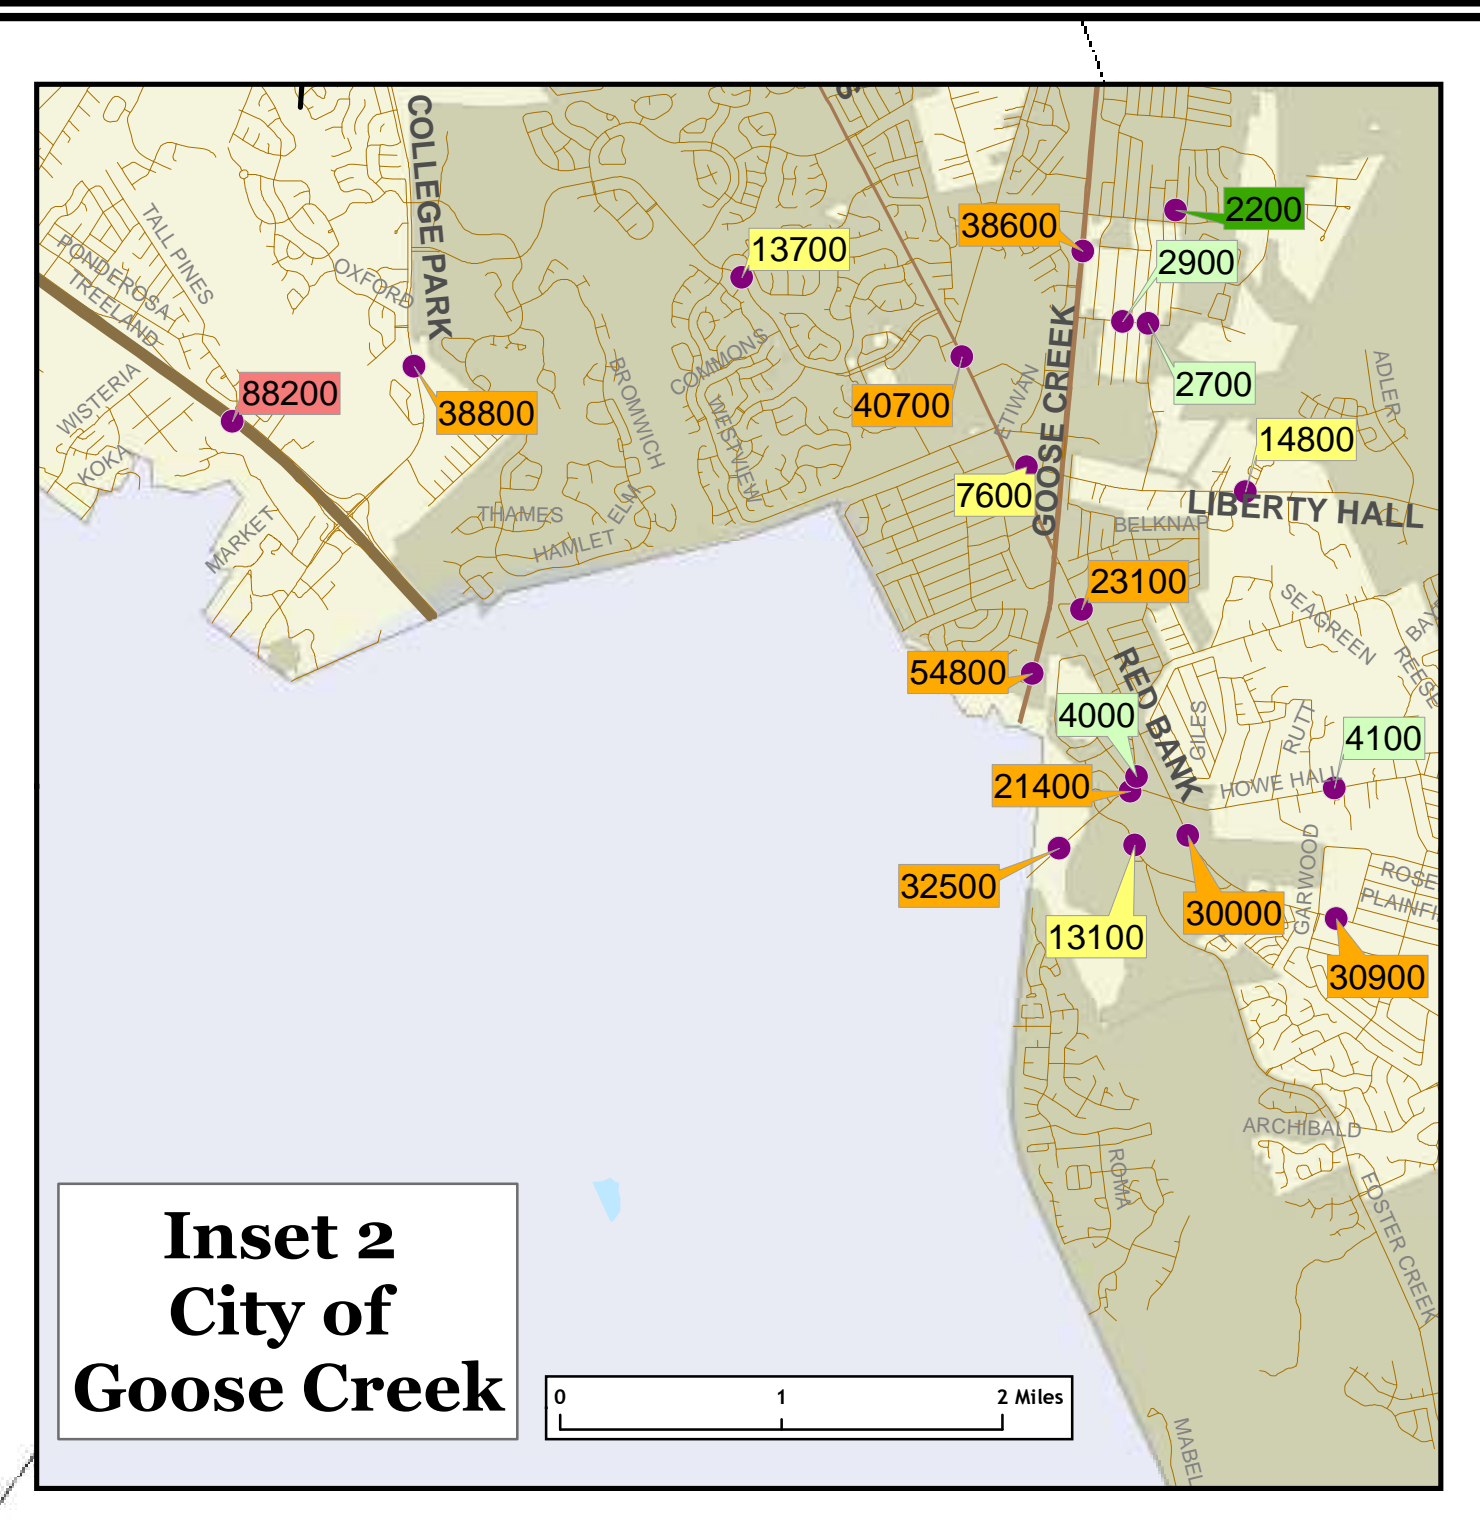 COLLEGE PARK
S
38600
2200
13700
2900
TALL PINES
PONDEROSA
TREELAND
OXFORD
GOOSE CREEK
COMMONS
BROMWICH
WESTVIEW
ETIWAN
ADLER
WISTERIA
88200
38800
40700
2700
14800
KOKA
7600
LIBERTY HALL
MARKET
THAMES
ELM
HAMLET
BELKNAP
23100
SEAGREEN
REESE
54800
RED BANK
4000
GILES
RUTT
4100
21400
HOWE HALL
32500
13100
30000
GARWOOD
ROSE
PLAINFI
30900
ARCHIBALD
ROMA
FOSTER CREEK
MABEL
Inset 2
City of
Goose Creek
0 1 2 Miles